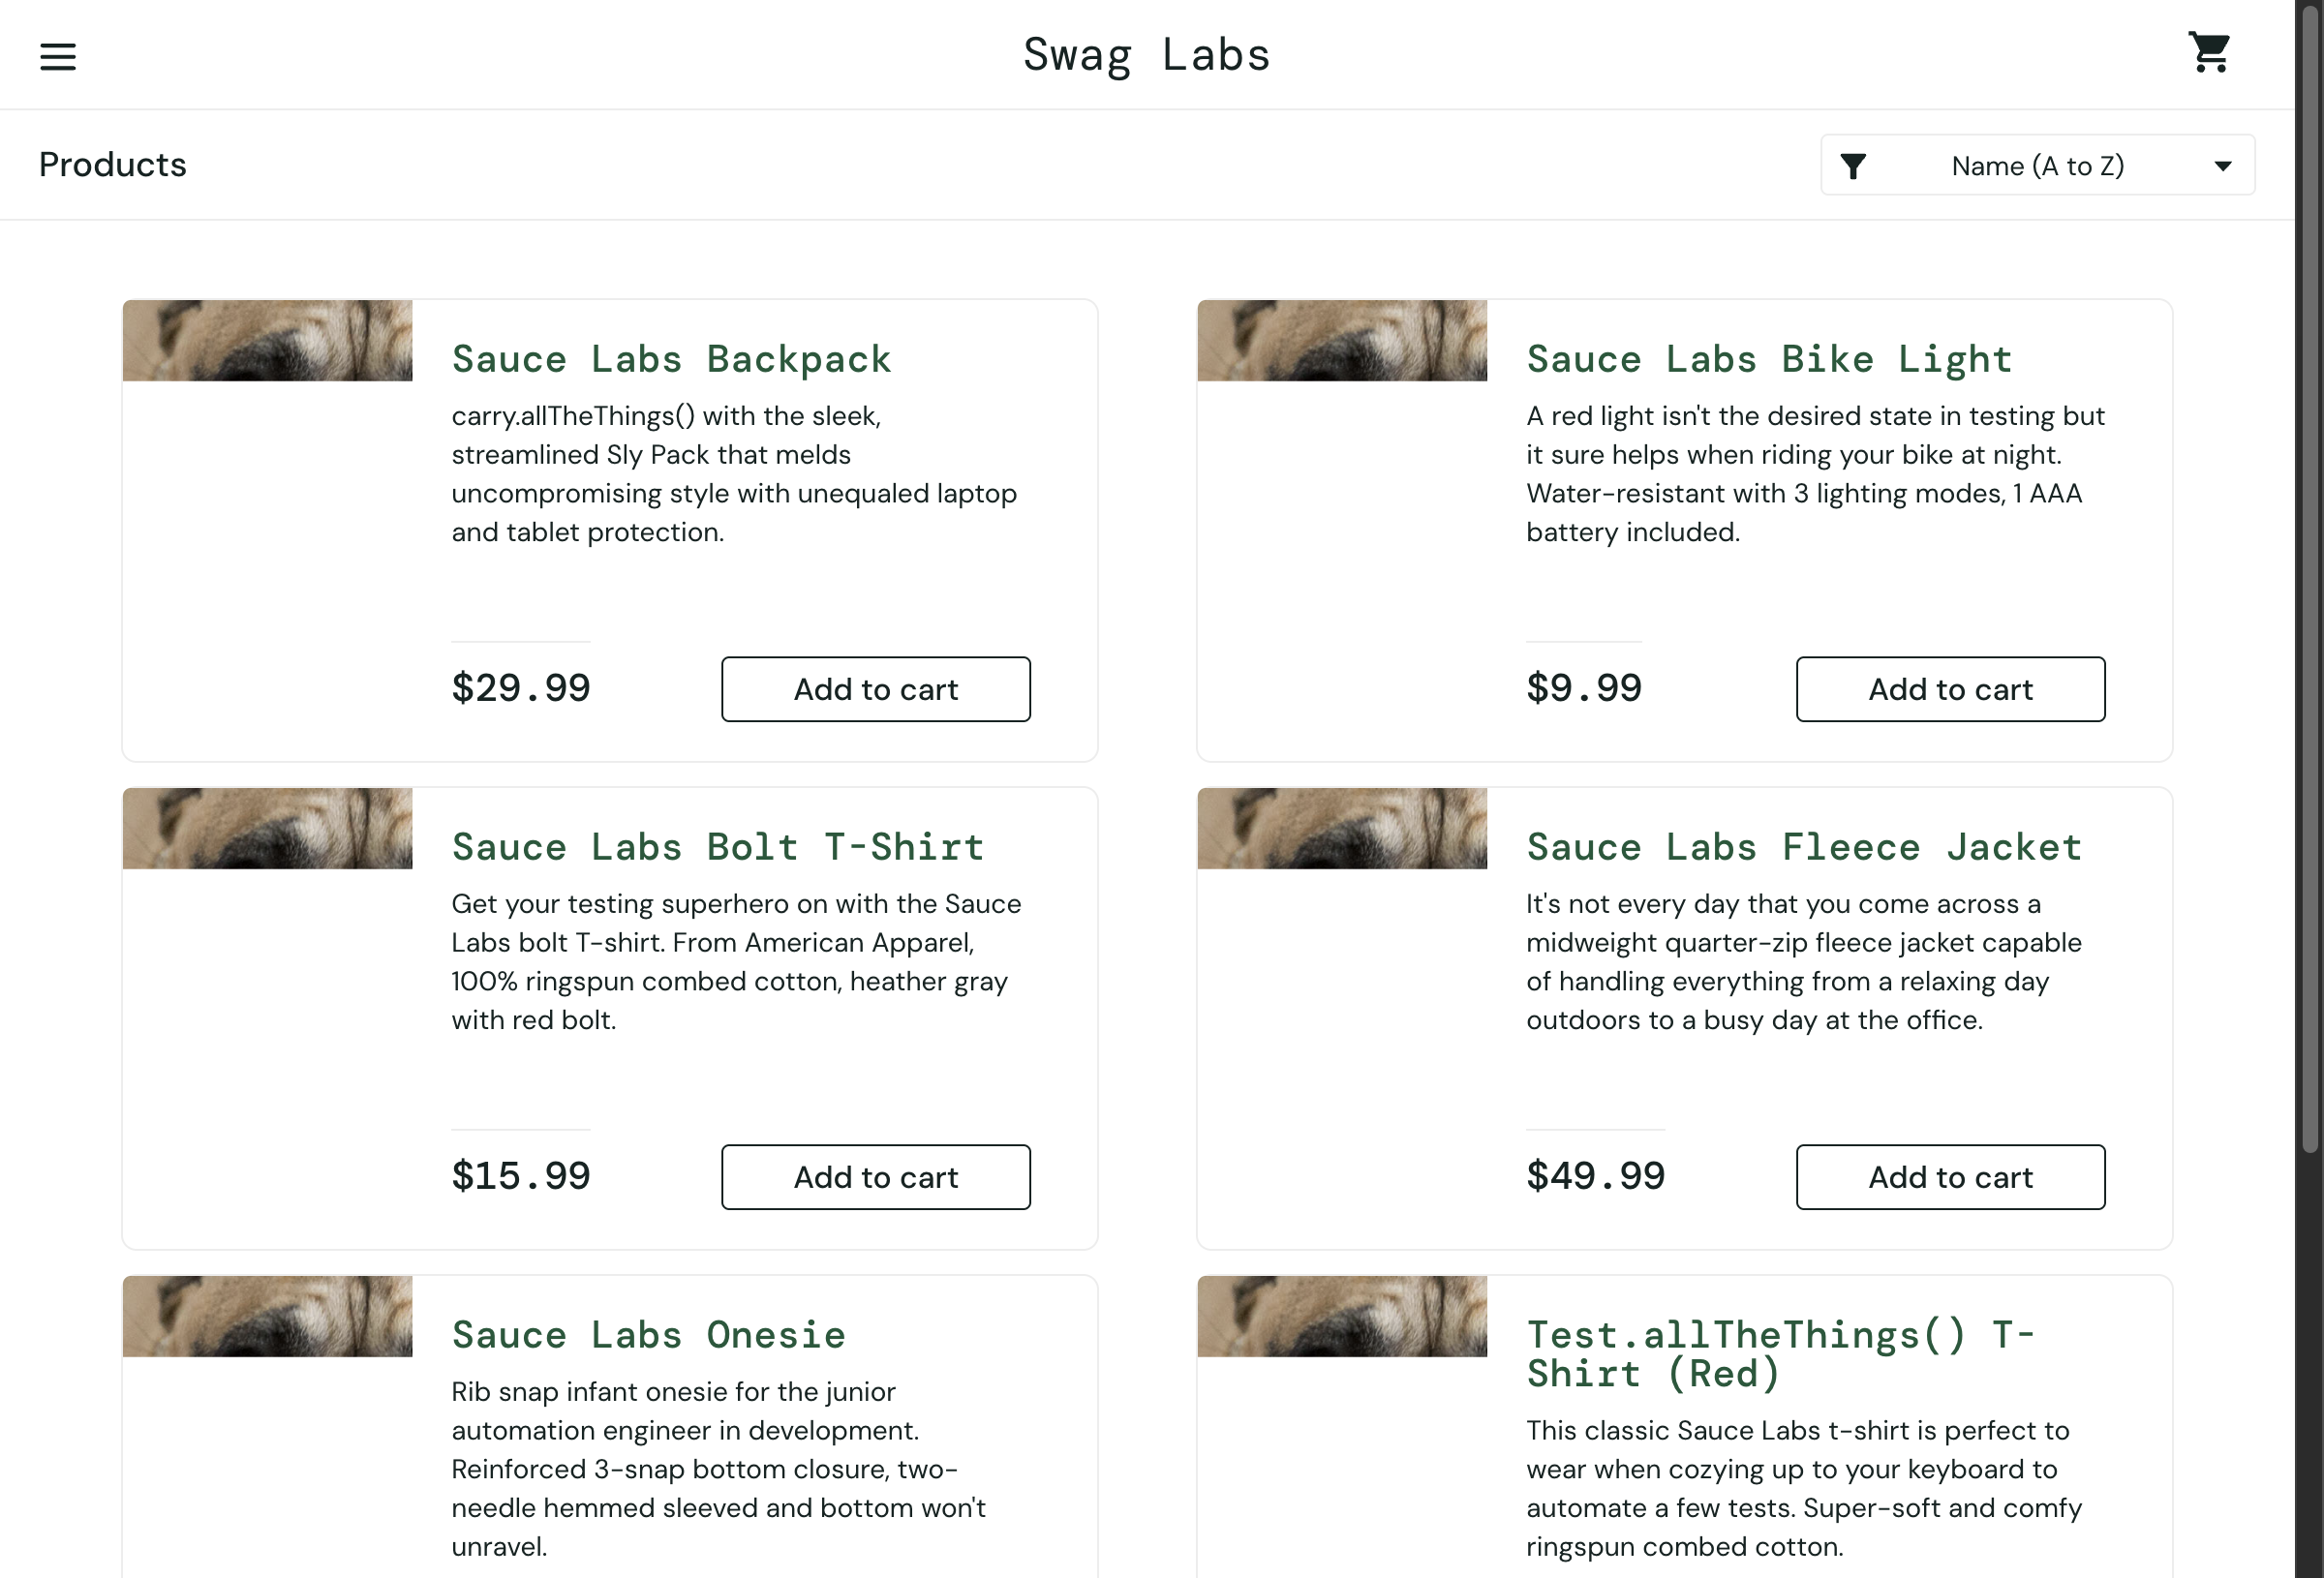 Swag Labs
Products
Name (A to Z)
Sauce Labs Backpack
carry.allTheThings() with the sleek,
streamlined Sly Pack that melds
uncompromising style with unequaled laptop
and tablet protection.
$29.99
Add to cart
Sauce Labs Bike Light
A red light isn't the desired state in testing but
it sure helps when riding your bike at night.
Water-resistant with 3 lighting modes, 1 AAA
battery included.
$9.99
Add to cart
Sauce Labs Bolt T-Shirt
Get your testing superhero on with the Sauce
Labs bolt T-shirt. From American Apparel,
100% ringspun combed cotton, heather gray
with red bolt.
$15.99
Add to cart
Sauce Labs Fleece Jacket
It's not every day that you come across a
midweight quarter-zip fleece jacket capable
of handling everything from a relaxing day
outdoors to a busy day at the office.
$49.99
Add to cart
Sauce Labs Onesie
Rib snap infant onesie for the junior
automation engineer in development.
Reinforced 3-snap bottom closure, two-
needle hemmed sleeved and bottom won't
unravel.
Test.allTheThings() T-
Shirt (Red)
This classic Sauce Labs t-shirt is perfect to
wear when cozying up to your keyboard to
automate a few tests. Super-soft and comfy
ringspun combed cotton.